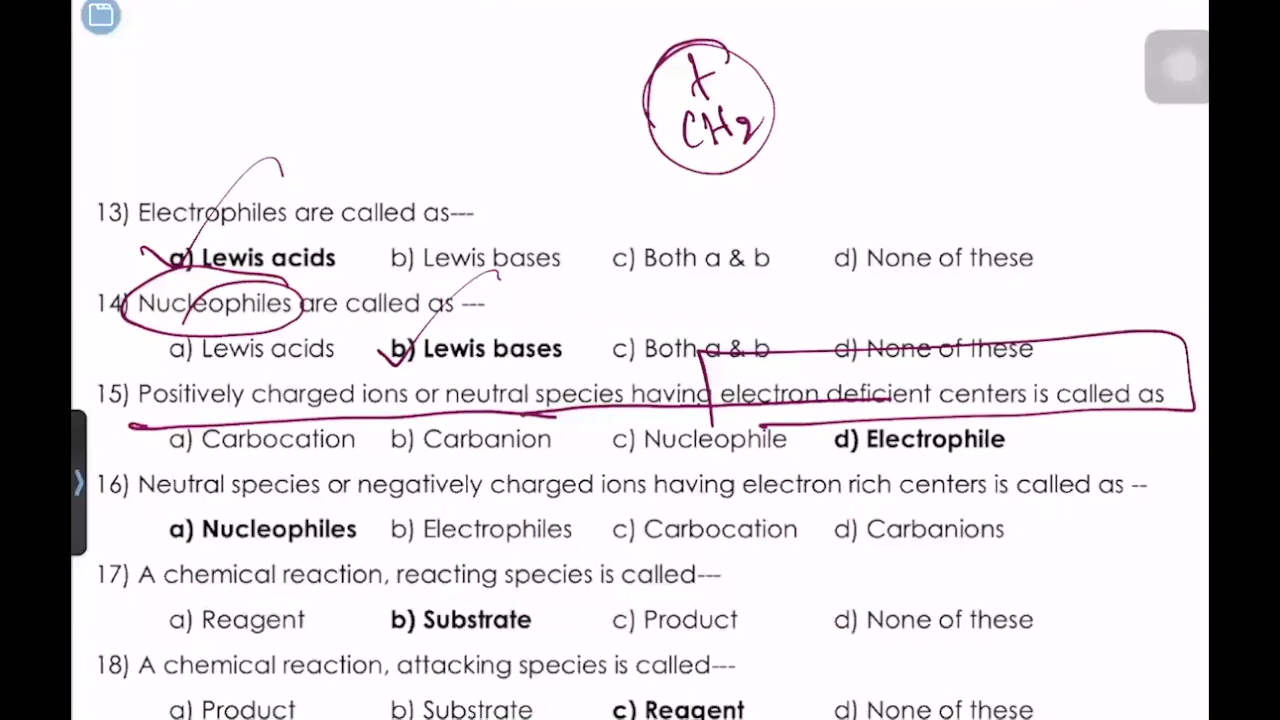 +
CH2
13) Electrophiles are called as---
a) Lewis acids b) Lewis bases c) Both a & b d) None of these
14) Nucleophiles are called as ---
a) Lewis acids b) Lewis bases c) Both a & b d) None of these
15) Positively charged ions or neutral species having electron deficient centers is called as
a) Carbocation b) Carbanion c) Nucleophile d) Electrophile
16) Neutral species or negatively charged ions having electron rich centers is called as --
a) Nucleophiles b) Electrophiles c) Carbocation d) Carbanions
17) A chemical reaction, reacting species is called---
a) Reagent b) Substrate c) Product d) None of these
18) A chemical reaction, attacking species is called---
a) Product b) Substrate c) Reagent d) None of these